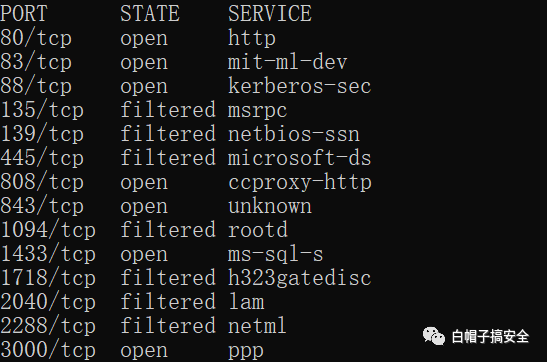 PORT STATE SERVICE
80/tcp open http
83/tcp open mit-ml-dev
88/tcp open kerberos-sec
135/tcp filtered msrpc
139/tcp filtered netbios-ssn
445/tcp filtered microsoft-ds
808/tcp open ccproxy-http
843/tcp open unknown
1094/tcp filtered rootd
1433/tcp open ms-sql-s
1718/tcp filtered h323gatedisc
2040/tcp filtered lam
2288/tcp filtered netml
3000/tcp open ppp
白帽子搞安全